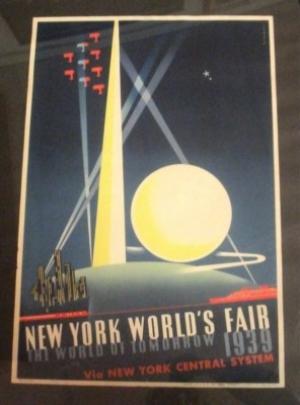 NEW YORK WORLD'S FAIR
THE WORLD OF TOMORROW 1939
Via NEW YORK CENTRAL SYSTEM